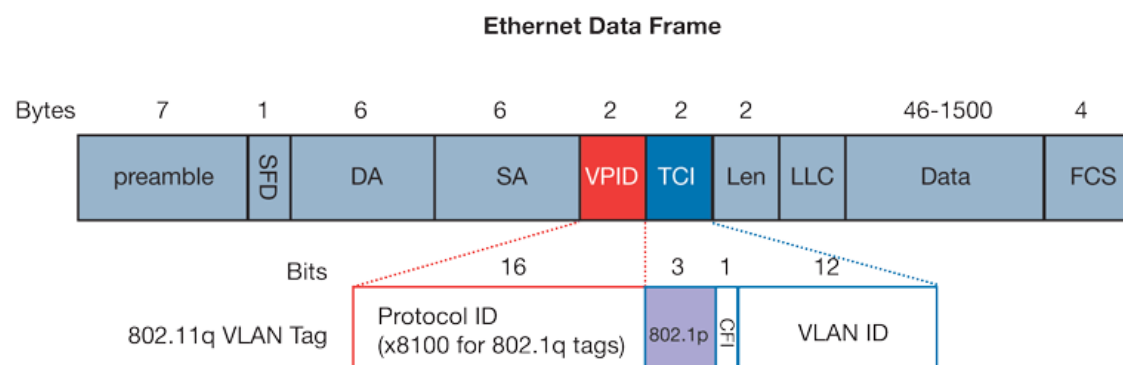 Ethernet Data Frame
Bytes 7 1 6 6 2 2 2 46-1500 4
preamble SFD DA SA VPID TCI Len LLC Data FCS
Bits 16 3 1 12
802.11q VLAN Tag
Protocol ID
(x8100 for 802.1q tags)
802.1p CFI VLAN ID